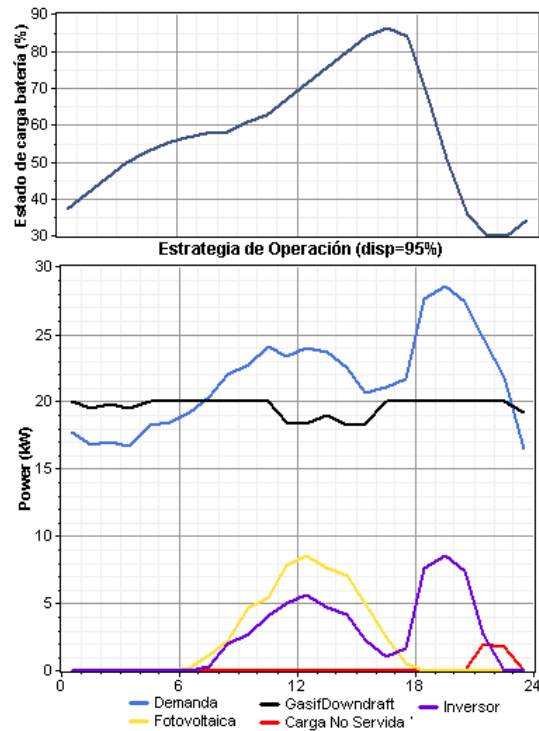 Estado de carga batería (%)
90
80
70
60
50
40
30
Estrategia de Operación (disp=95%)
Power (kW)
30
25
20
15
10
5
0
0 6 12 18 24
Demanda GasifDowndraft Inversor
Fotovoltaica Carga No Servida '